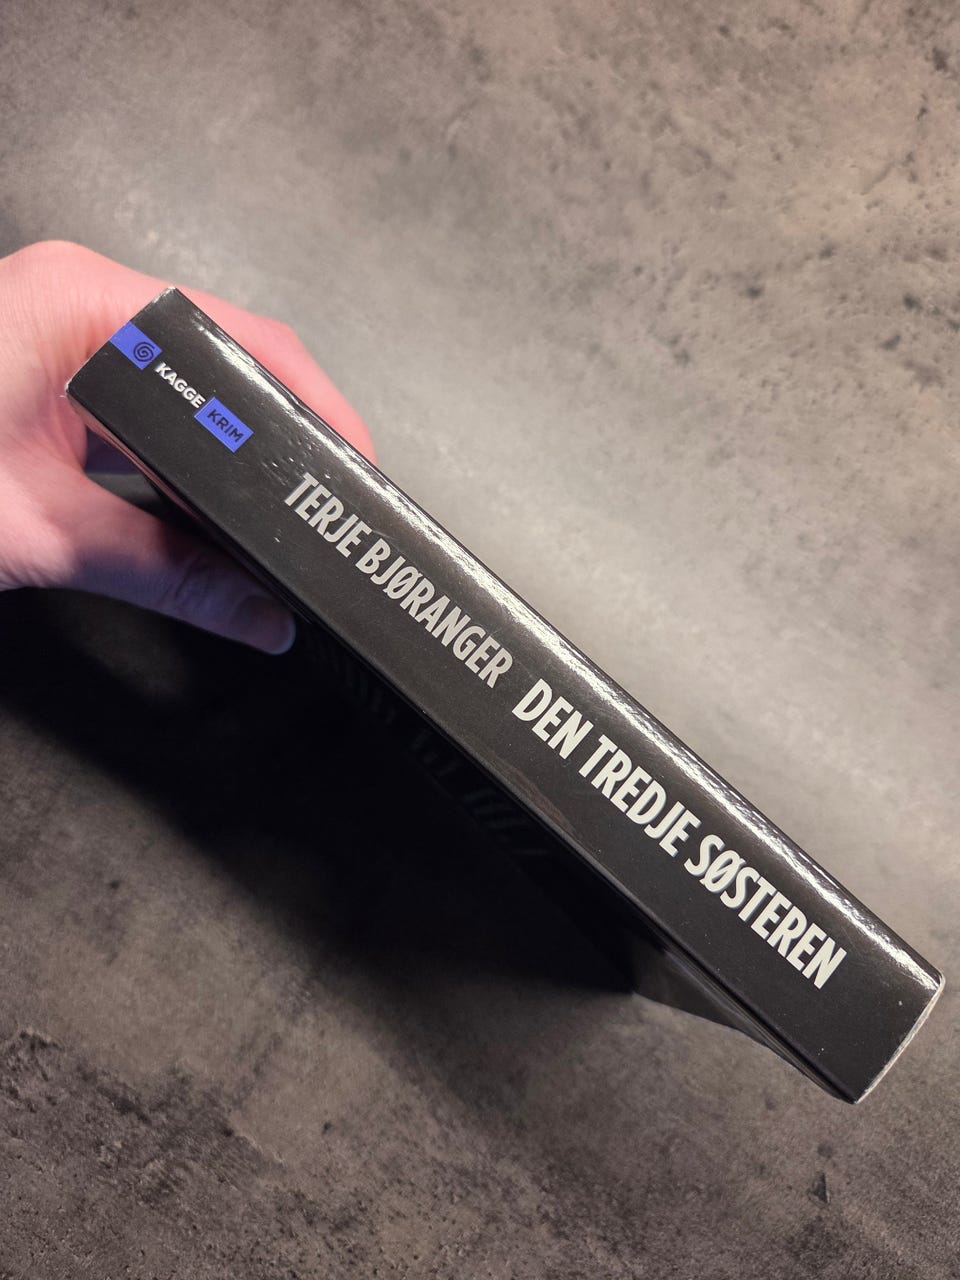 KAGGE
KRIM
TERJE BJØRANGER DEN TREDJE SØSTEREN